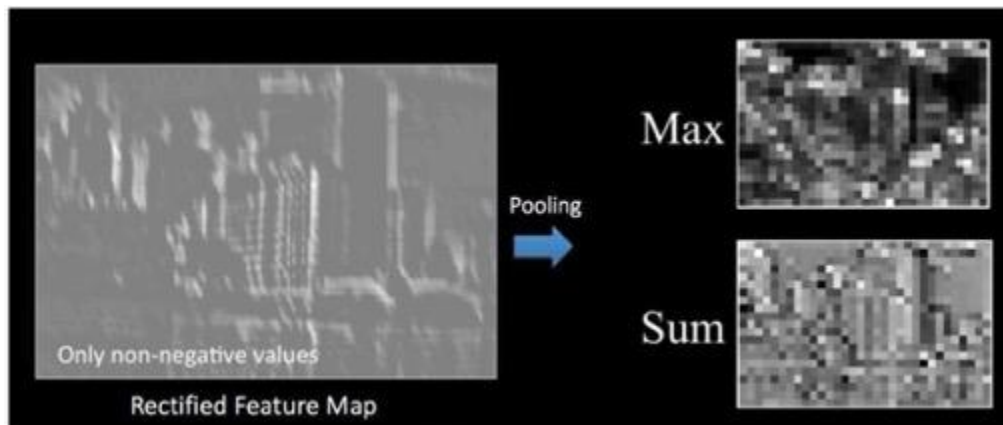 Only non-negative values
Rectified Feature Map
Pooling
Max
Sum